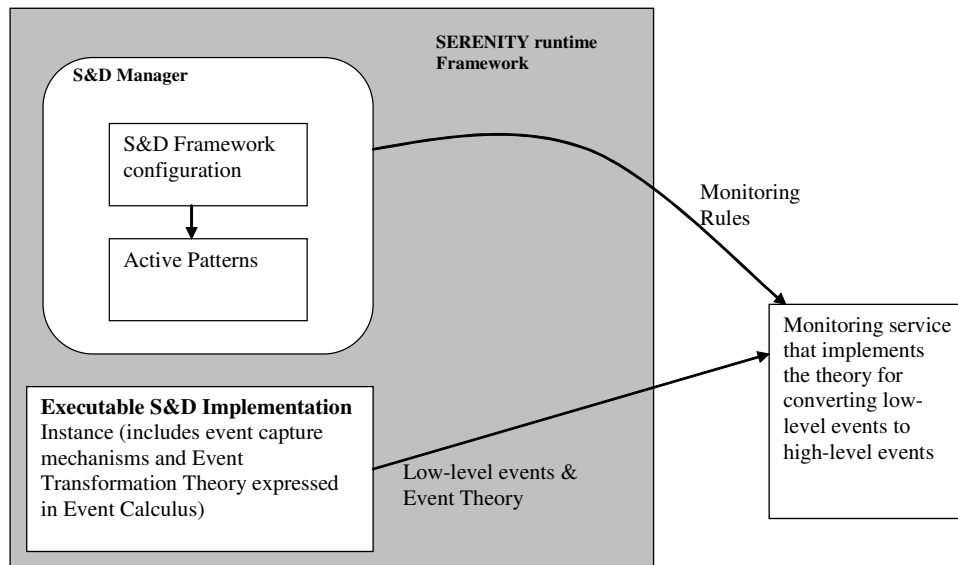 SERENITY runtime
Framework
S&D Manager
S&D Framework
configuration
Active Patterns
Monitoring
Rules
Monitoring service
that implements
the theory for
converting low-
level events to
high-level events
Executable S&D Implementation
Instance (includes event capture
mechanisms and Event
Transformation Theory expressed
in Event Calculus)
Low-level events &
Event Theory